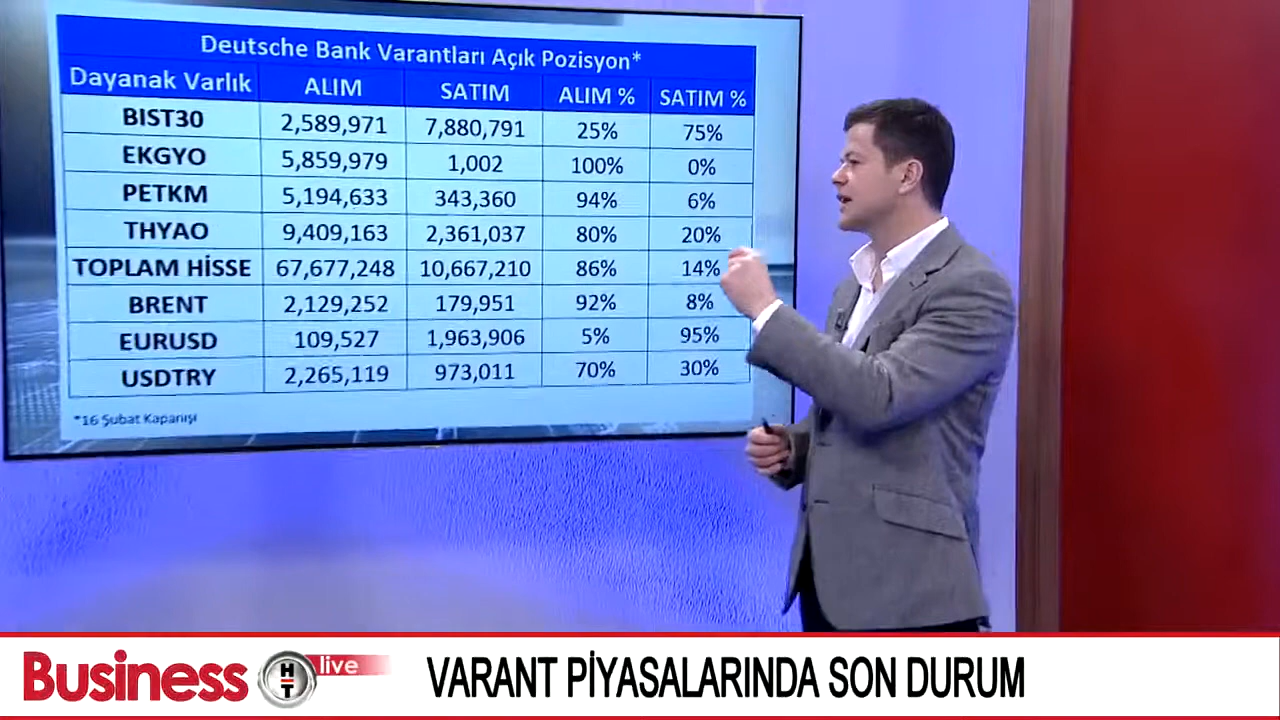 Deutsche Bank Varantları Açık Pozisyon*
Dayanak Varlık ALIM SATIM ALIM % SATIM %
BIST30 2,589,971 7,880,791 25% 75%
EKGYO 5,859,979 1,002 100% 0%
PETKM 5,194,633 343,360 94% 6%
THYAO 9,409,163 2,361,037 80% 20%
TOPLAM HİSSE 67,677,248 10,667,210 86% 14%
BRENT 2,129,252 179,951 92% 8%
EURUSD 109,527 1,963,906 5% 95%
USDTRY 2,265,119 973,011 70% 30%
*16 Şubat Kapanışı
Business HT live
VARANT PİYASALARINDA SON DURUM